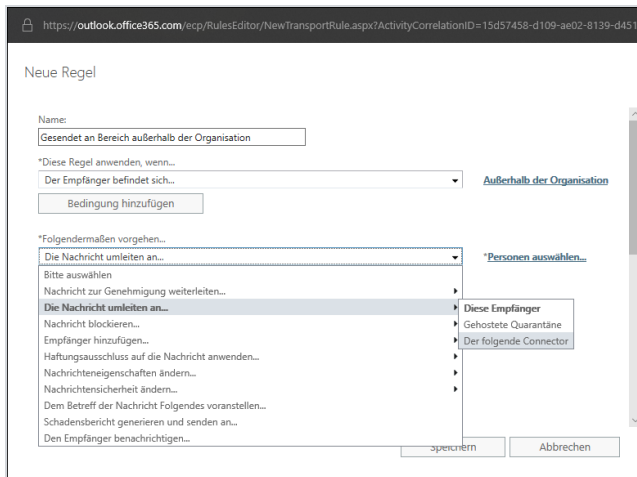 https://outlook.office365.com/ecp/RulesEditor/NewTransportRule.aspx?ActivityCorrelationID=15d57458-d109-ae02-8139-d451
Neue Regel
Name:
Gesendet an Bereich außerhalb der Organisation
*Diese Regel anwenden, wenn...
Der Empfänger befindet sich... Außerhalb der Organisation
Bedingung hinzufügen
*Folgendermaßen vorgehen...
Die Nachricht umleiten an... *Personen auswählen...
Bitte auswählen
Nachricht zur Genehmigung weiterleiten...
Die Nachricht umleiten an... Diese Empfänger
Nachricht blockieren... Gehostete Quarantäne
Empfänger hinzufügen... Der folgende Connector
Haftungsausschluss auf die Nachricht anwenden...
Nachrichteneigenschaften ändern...
Nachrichtensicherheit ändern...
Dem Betreff der Nachricht Folgendes voranstellen...
Schadensbericht generieren und senden an...
Den Empfänger benachrichtigen...
Speichern Abbrechen